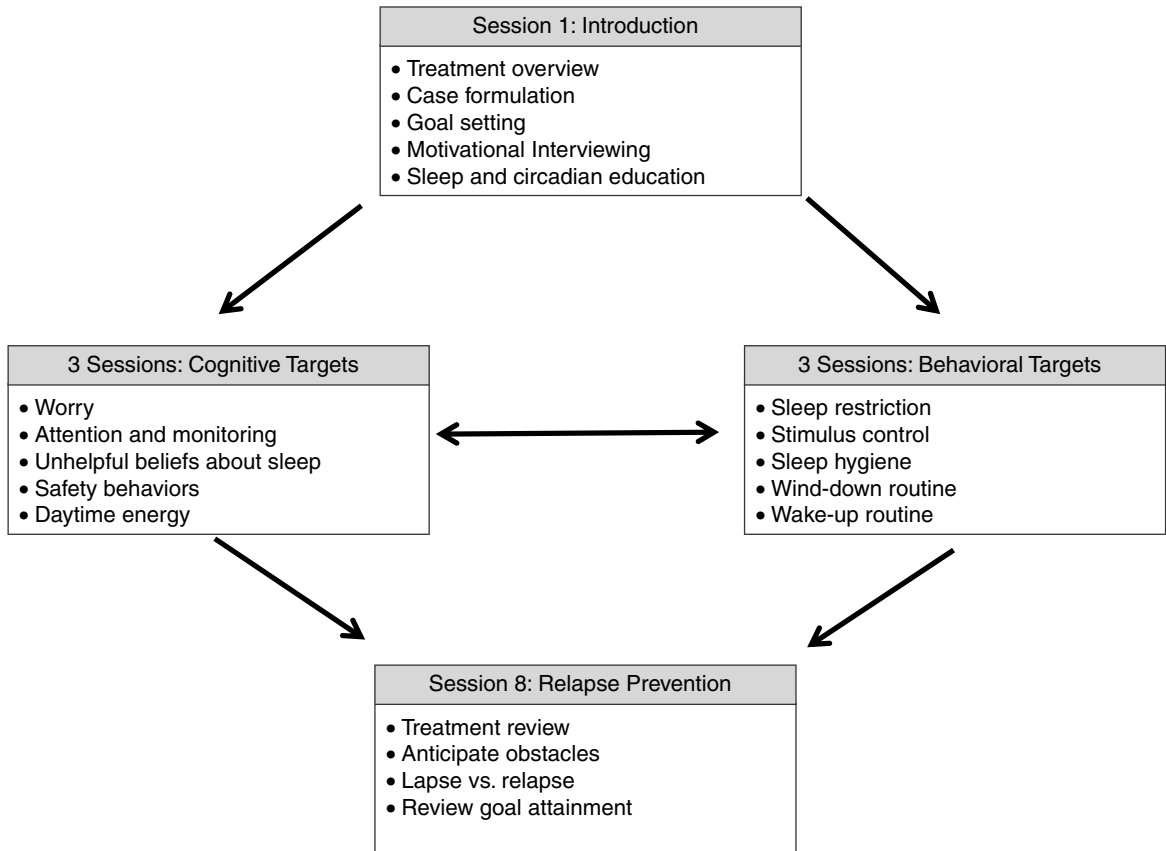 Session 1: Introduction
• Treatment overview
• Case formulation
• Goal setting
• Motivational Interviewing
• Sleep and circadian education
3 Sessions: Cognitive Targets
• Worry
• Attention and monitoring
• Unhelpful beliefs about sleep
• Safety behaviors
• Daytime energy
3 Sessions: Behavioral Targets
• Sleep restriction
• Stimulus control
• Sleep hygiene
• Wind-down routine
• Wake-up routine
Session 8: Relapse Prevention
• Treatment review
• Anticipate obstacles
• Lapse vs. relapse
• Review goal attainment